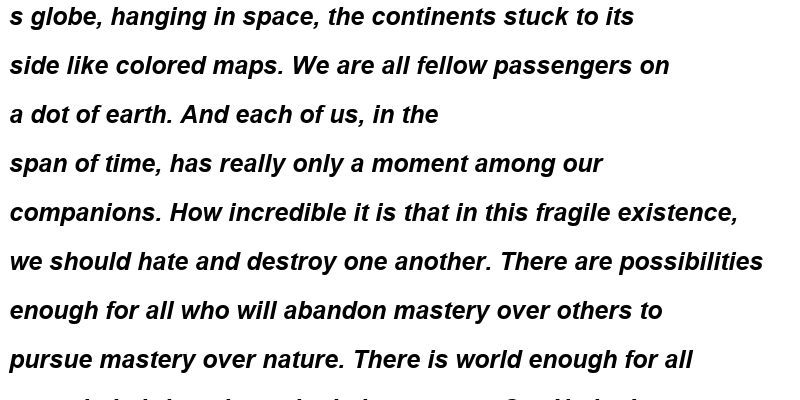 s globe, hanging in space, the continents stuck to its
side like colored maps. We are all fellow passengers on
a dot of earth. And each of us, in the
span of time, has really only a moment among our
companions. How incredible it is that in this fragile existence,
we should hate and destroy one another. There are possibilities
enough for all who will abandon mastery over others to
pursue mastery over nature. There is world enough for all